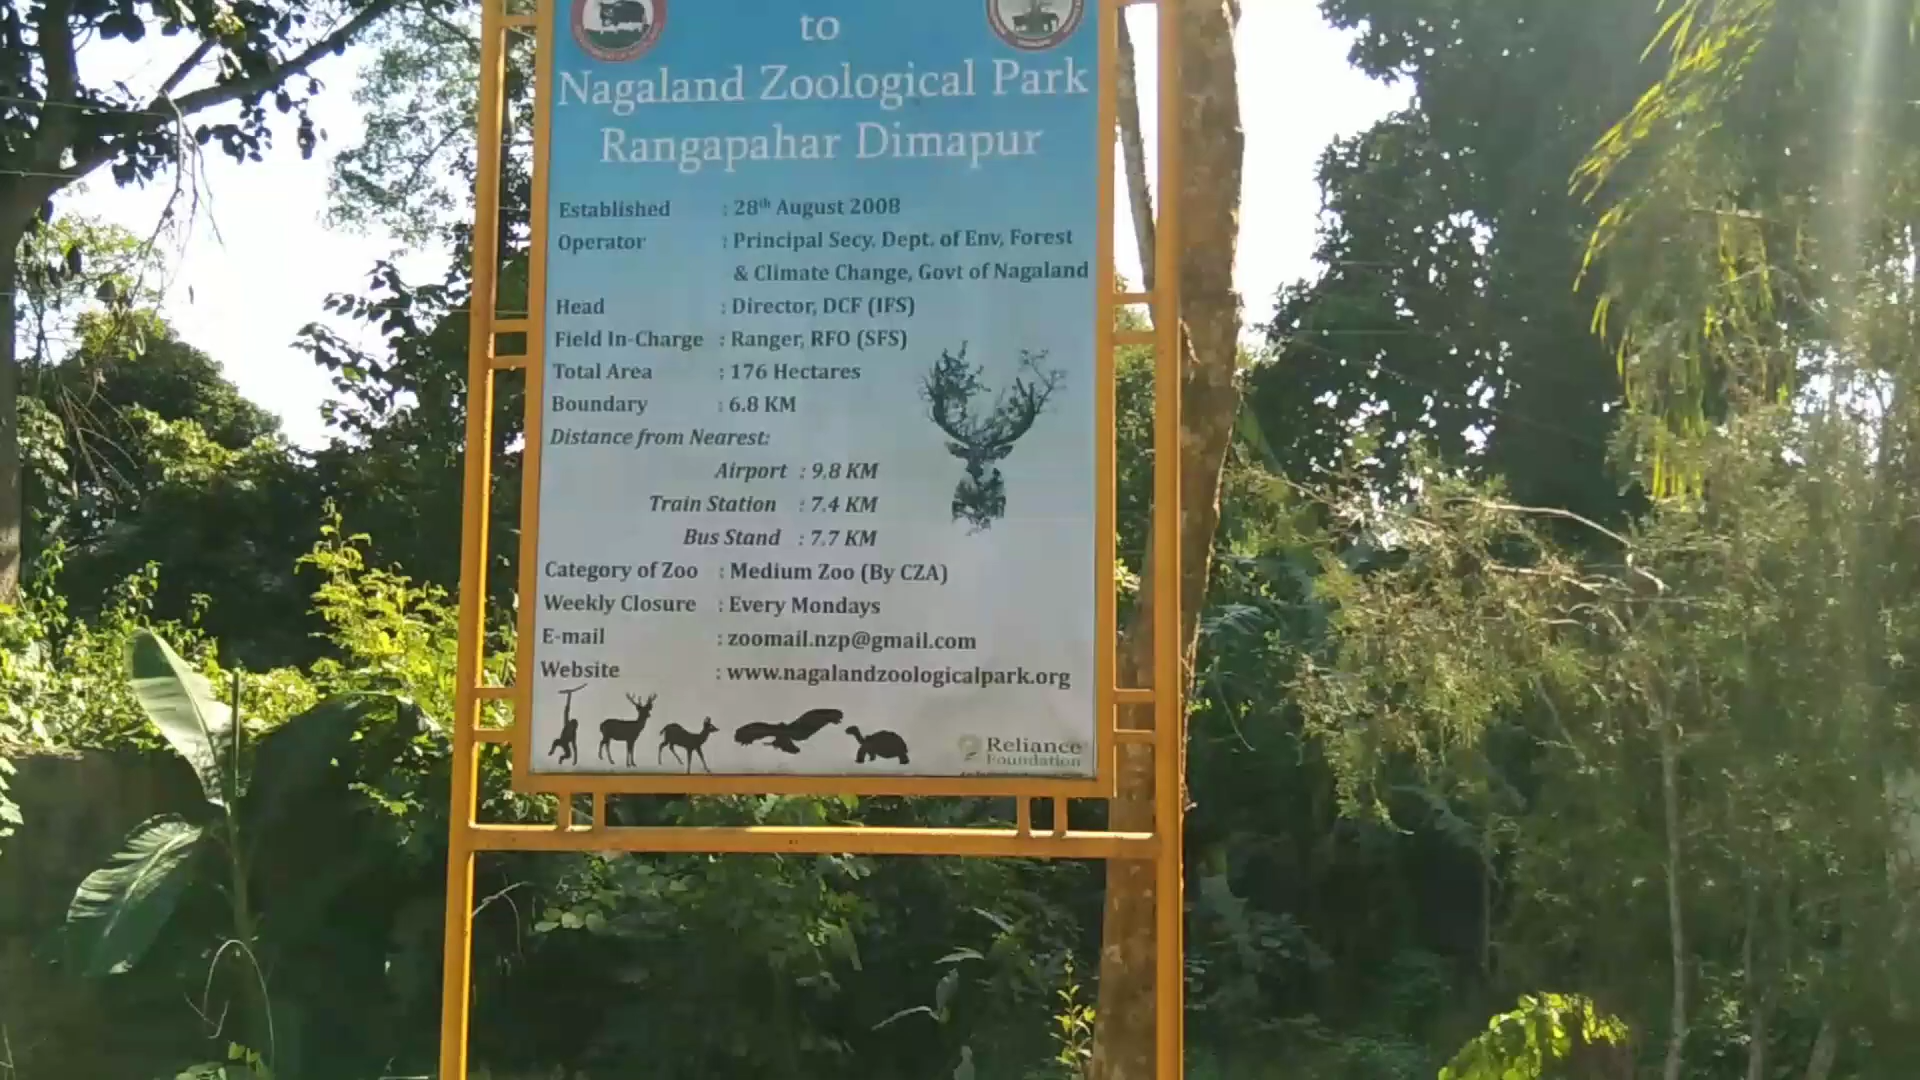 to
Nagaland Zoological Park
Rangapahar Dimapur
Established : 28th August 2008
Operator : Principal Secy. Dept. of Env, Forest
& Climate Change, Govt of Nagaland
Head : Director, DCF (IFS)
Field In-Charge : Ranger, RFO (SFS)
Total Area : 176 Hectares
Boundary : 6.8 KM
Distance from Nearest:
Airport : 9.8 KM
Train Station : 7.4 KM
Bus Stand : 7.7 KM
Category of Zoo : Medium Zoo (By CZA)
Weekly Closure : Every Mondays
E-mail : zoomail.nzp@gmail.com
Website : www.nagalandzoologicalpark.org
Reliance
Foundation